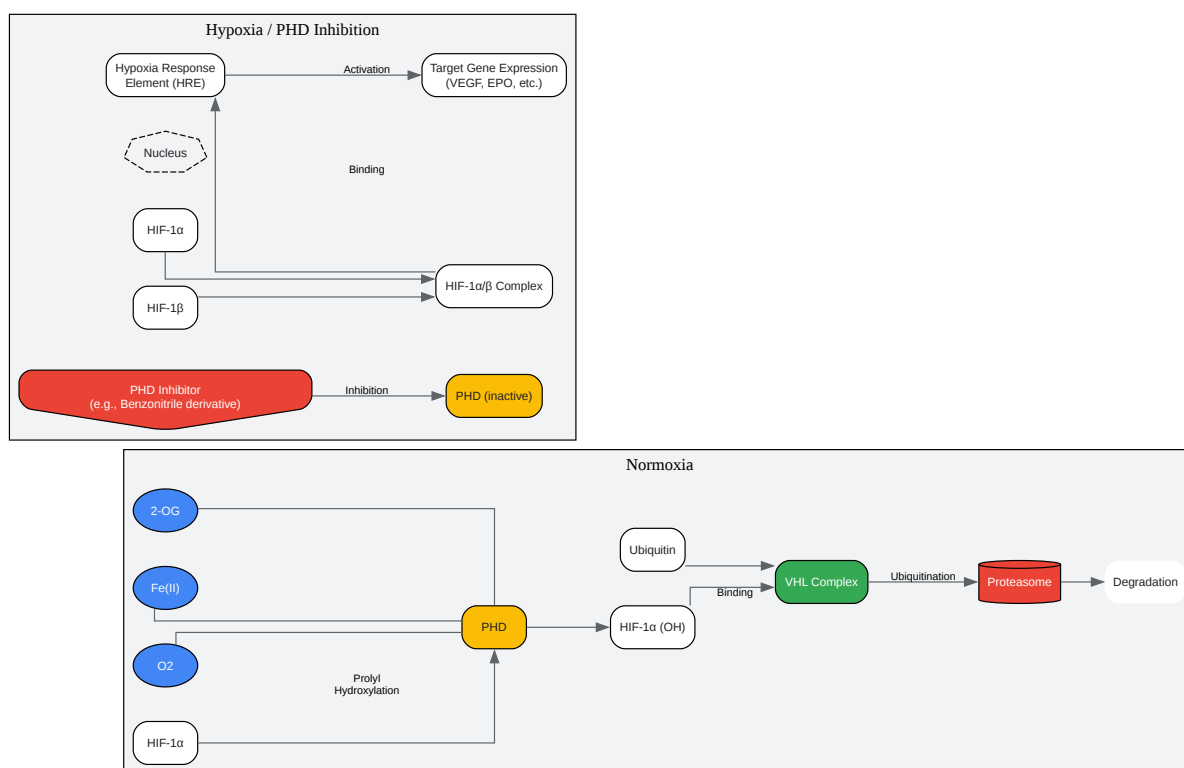 Hypoxia / PHD Inhibition
Hypoxia Response
Element (HRE)
Activation
Target Gene Expression
(VEGF, EPO, etc.)
Nucleus
Binding
HIF-1α
HIF-1α/β Complex
HIF-1β
PHD Inhibitor
(e.g., Benzonitrile derivative)
Inhibition
PHD (inactive)
Normoxia
2-OG
Fe(II)
O2
HIF-1α
Prolyl
Hydroxylation
PHD
Ubiquitin
HIF-1α (OH)
Binding
VHL Complex
Ubiquitination
Proteasome
Degradation